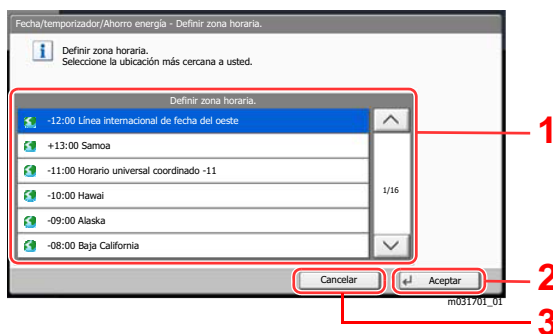 Fecha/temporizador/Ahorro energía - Definir zona horaria.
Definir zona horaria.
Seleccione la ubicación más cercana a usted.
Definir zona horaria.
-12:00 Línea internacional de fecha del oeste
+13:00 Samoa
-11:00 Horario universal coordinado -11
-10:00 Hawai
-09:00 Alaska
-08:00 Baja California
1/16
1
Cancelar
Aceptar
2
m031701_01
3